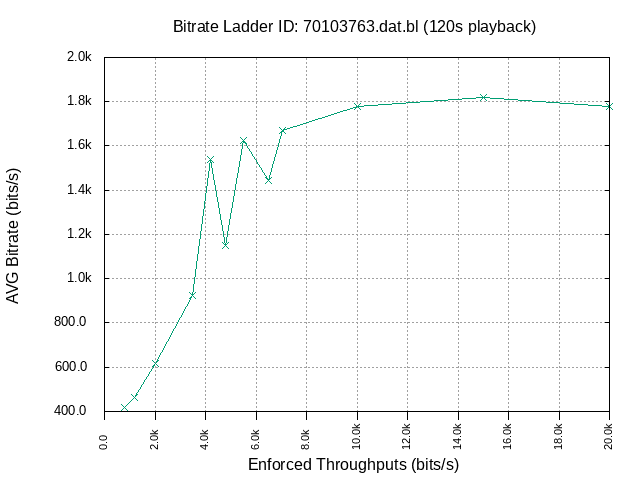 Bitrate Ladder ID: 70103763.dat.bl (120s playback)
2.0k
1.8k
1.6k
1.4k
1.2k
1.0k
800.0
600.0
400.0
AVG Bitrate (bits/s)
0.0
2.0k
4.0k
6.0k
8.0k
10.0k
12.0k
14.0k
16.0k
18.0k
20.0k
Enforced Throughputs (bits/s)